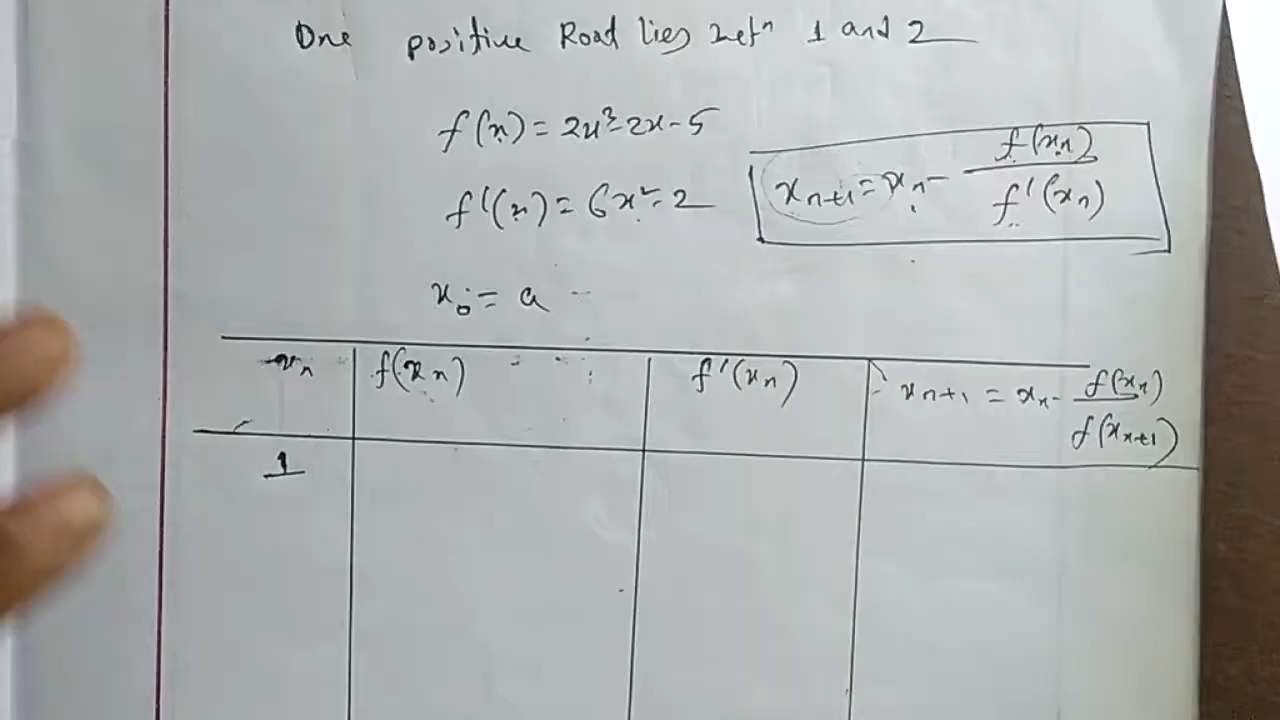 One positive Road lies betn 1 and 2
f(x) = 2x³-2x-5
f'(x) = 6x²-2
xn+1 = xn - f(xn) / f'(xn)
x0 = a
xn f(xn) f'(xn) xn+1 = xn - f(xn) / f(xn+1)
1